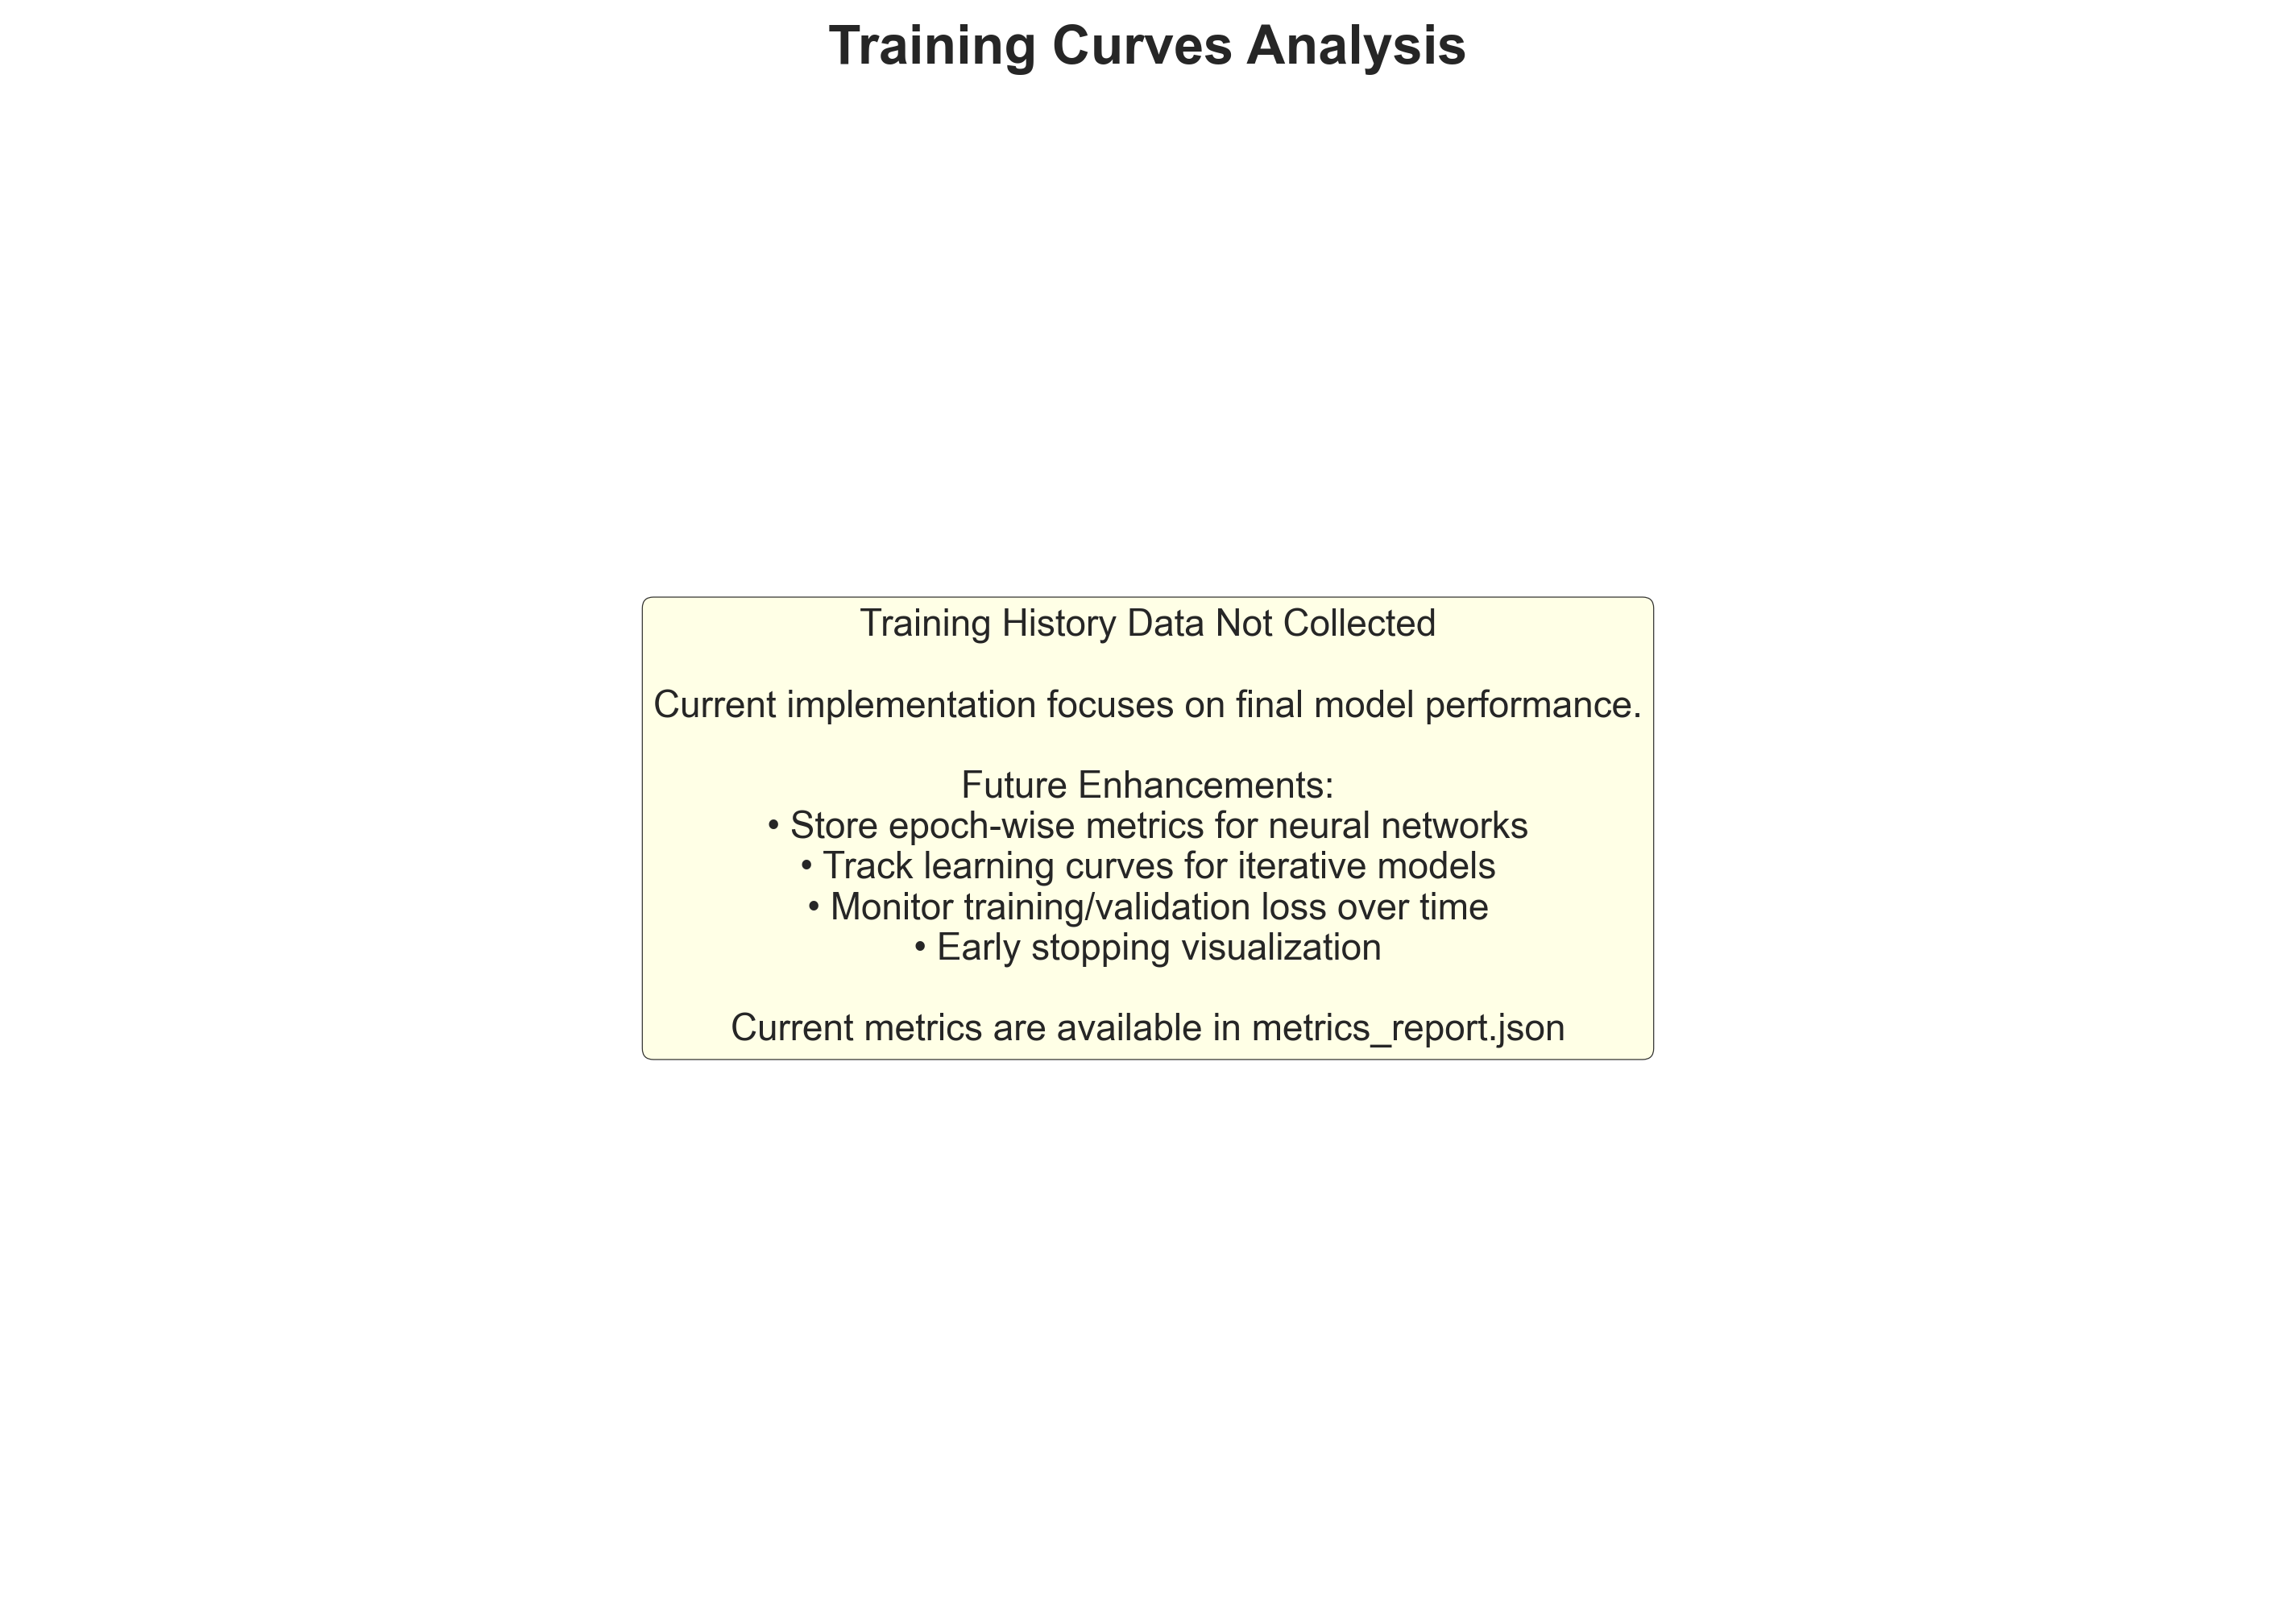 Training Curves Analysis
Training History Data Not Collected
Current implementation focuses on final model performance.
Future Enhancements:
• Store epoch-wise metrics for neural networks
• Track learning curves for iterative models
• Monitor training/validation loss over time
• Early stopping visualization
Current metrics are available in metrics_report.json